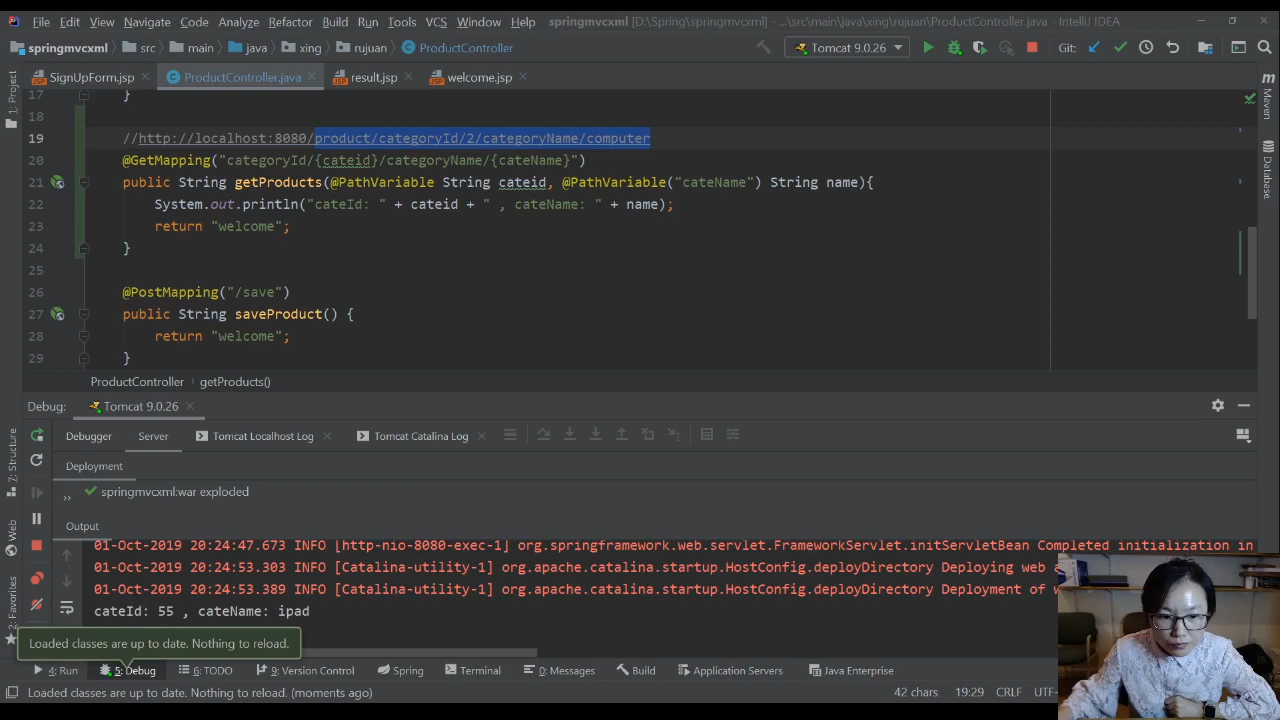 File Edit View Navigate Code Analyze Refactor Build Run Tools VCS Window Help springmvcxml [D:\Spring\springmvcxml] - ...\src\main\java\xing\rujuan\ProductController.java - IntelliJ IDEA
springmvcxml src main java xing rujuan ProductController Tomcat 9.0.26 Git:
SignUpForm.jsp ProductController.java result.jsp welcome.jsp
1: Project
Maven
Database
7: Structure
Web
2: Favorites
17 }
18
19 //http://localhost:8080/product/categoryId/2/categoryName/computer
20 @GetMapping("categoryId/{cateid}/categoryName/{cateName}")
21 public String getProducts(@PathVariable String cateid, @PathVariable("cateName") String name){
22 System.out.println("cateId: " + cateid + " , cateName: " + name);
23 return "welcome";
24 }
25
26 @PostMapping("/save")
27 public String saveProduct() {
28 return "welcome";
29 }
ProductController › getProducts()
Debug: Tomcat 9.0.26
Debugger Server Tomcat Localhost Log Tomcat Catalina Log
Deployment
springmvcxml:war exploded
Output
01-Oct-2019 20:24:47.673 INFO [http-nio-8080-exec-1] org.springframework.web.servlet.FrameworkServlet.initServletBean Completed initialization in
01-Oct-2019 20:24:53.303 INFO [Catalina-utility-1] org.apache.catalina.startup.HostConfig.deployDirectory Deploying web a
01-Oct-2019 20:24:53.389 INFO [Catalina-utility-1] org.apache.catalina.startup.HostConfig.deployDirectory Deployment of w
cateId: 55 , cateName: ipad
Loaded classes are up to date. Nothing to reload.
4: Run 5: Debug 6: TODO 9: Version Control Spring Terminal 0: Messages Build Application Servers Java Enterprise
Loaded classes are up to date. Nothing to reload. (moments ago) 42 chars 19:29 CRLF UTF-